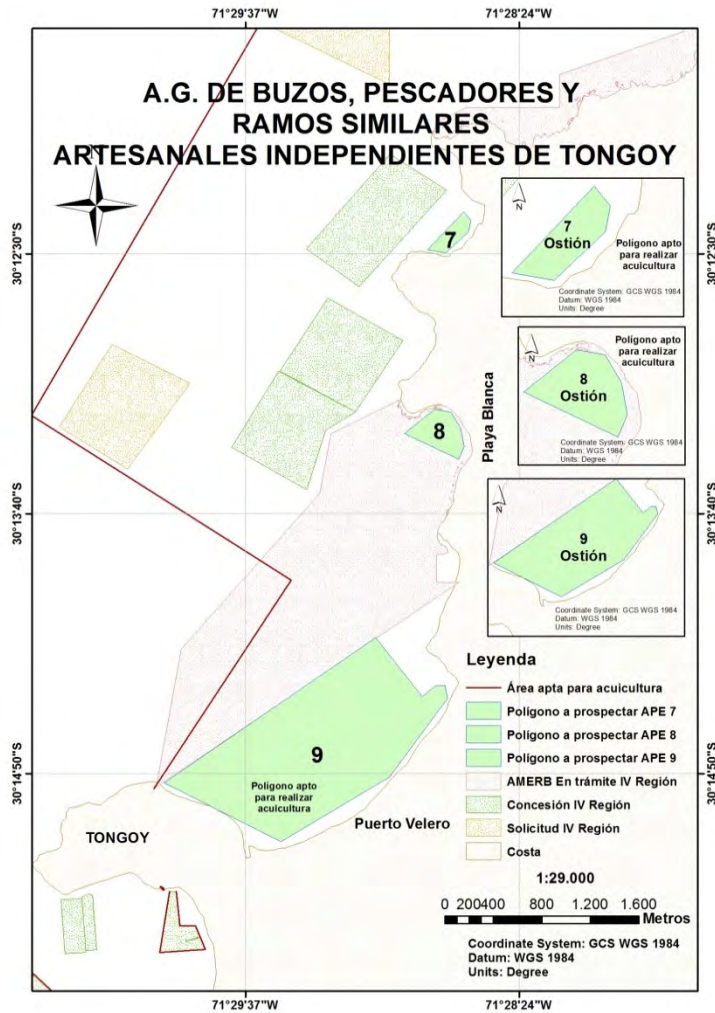 71°29'37"W
71°28'24"W
A.G. DE BUZOS, PESCADORES Y
RAMOS SIMILARES
ARTESANALES INDEPENDIENTES DE TONGOY
N
30°12'30"S
30°12'30"S
7
N
7
Ostión
Polígono apto
para realizar
acuicultura
Coordinate System: GCS WGS 1984
Datum: WGS 1984
Units: Degree
8
Playa Blanca
N
8
Ostión
Polígono apto
para realizar
acuicultura
Coordinate System: GCS WGS 1984
Datum: WGS 1984
Units: Degree
30°13'40"S
30°13'40"S
N
9
Ostión
Coordinate System: GCS WGS 1984
Datum: WGS 1984
Units: Degree
Leyenda
Área apta para acuicultura
Polígono a prospectar APE 7
Polígono a prospectar APE 8
Polígono a prospectar APE 9
AMERB En trámite IV Región
Concesión IV Región
Solicitud IV Región
Costa
9
Polígono apto
para realizar
acuicultura
30°14'50"S
30°14'50"S
TONGOY
Puerto Velero
1:29.000
0 200 400 800 1.200 1.600
Metros
Coordinate System: GCS WGS 1984
Datum: WGS 1984
Units: Degree
71°29'37"W
71°28'24"W